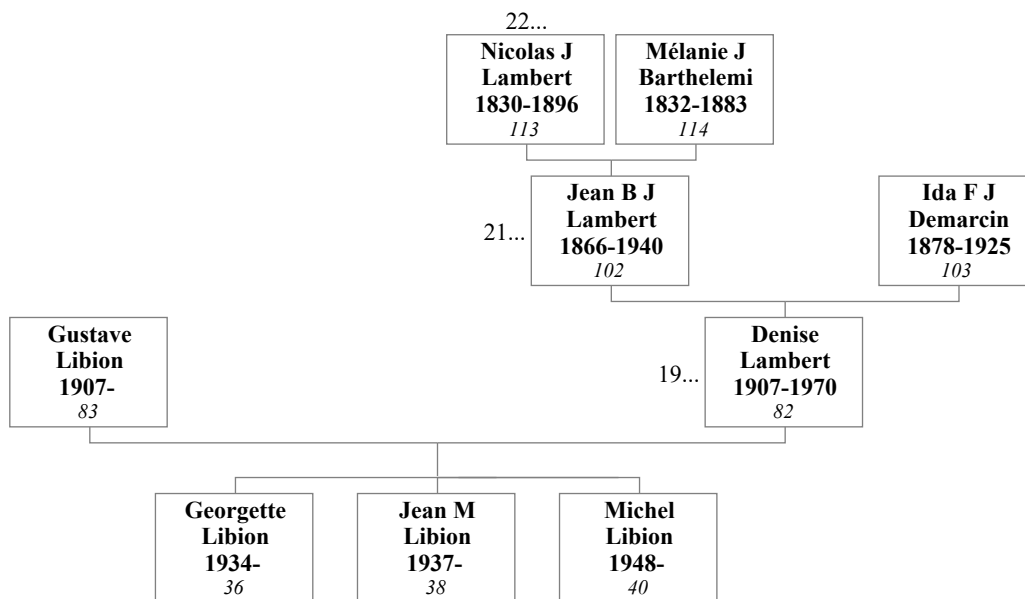 22...
Nicolas J
Lambert
1830-1896
113
Mélanie J
Barthelemi
1832-1883
114
21...
Jean B J
Lambert
1866-1940
102
Ida F J
Demarcin
1878-1925
103
Gustave
Libion
1907-
83
19...
Denise
Lambert
1907-1970
82
Georgette
Libion
1934-
36
Jean M
Libion
1937-
38
Michel
Libion
1948-
40